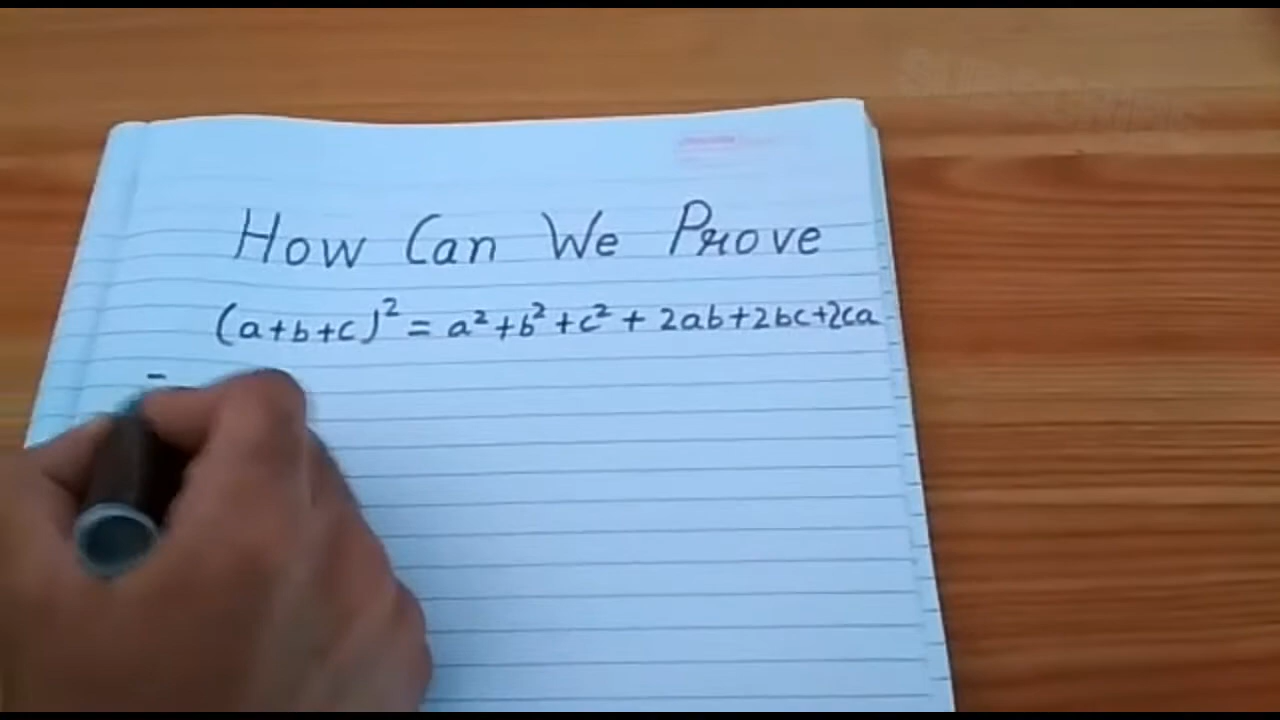 How Can We Prove
(a+b+c)² = a²+b²+c² + 2ab+2bc+2ca